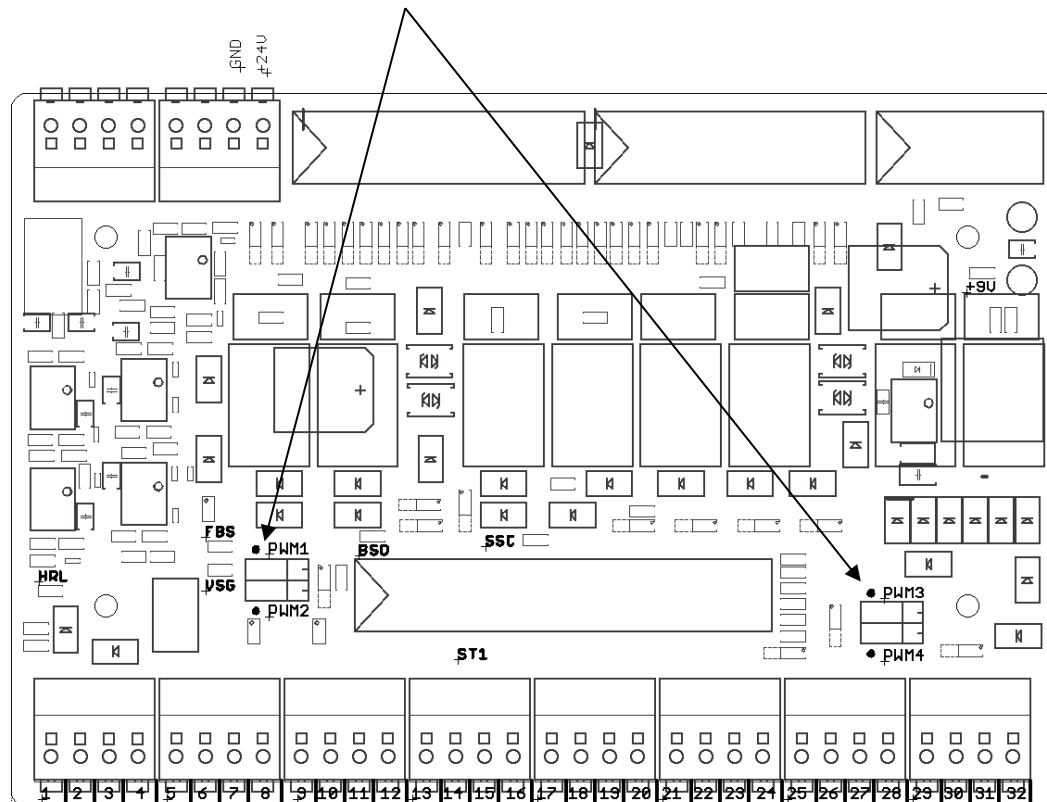 GND
+24V
+9V
FBS
PWM1
BSD
SSC
HRL
VSG
PWM2
PWM3
ST1
PWM4
1 2 3 4 5 6 7 8 9 10 11 12 13 14 15 16 17 18 19 20 21 22 23 24 25 26 27 28 29 30 31 32